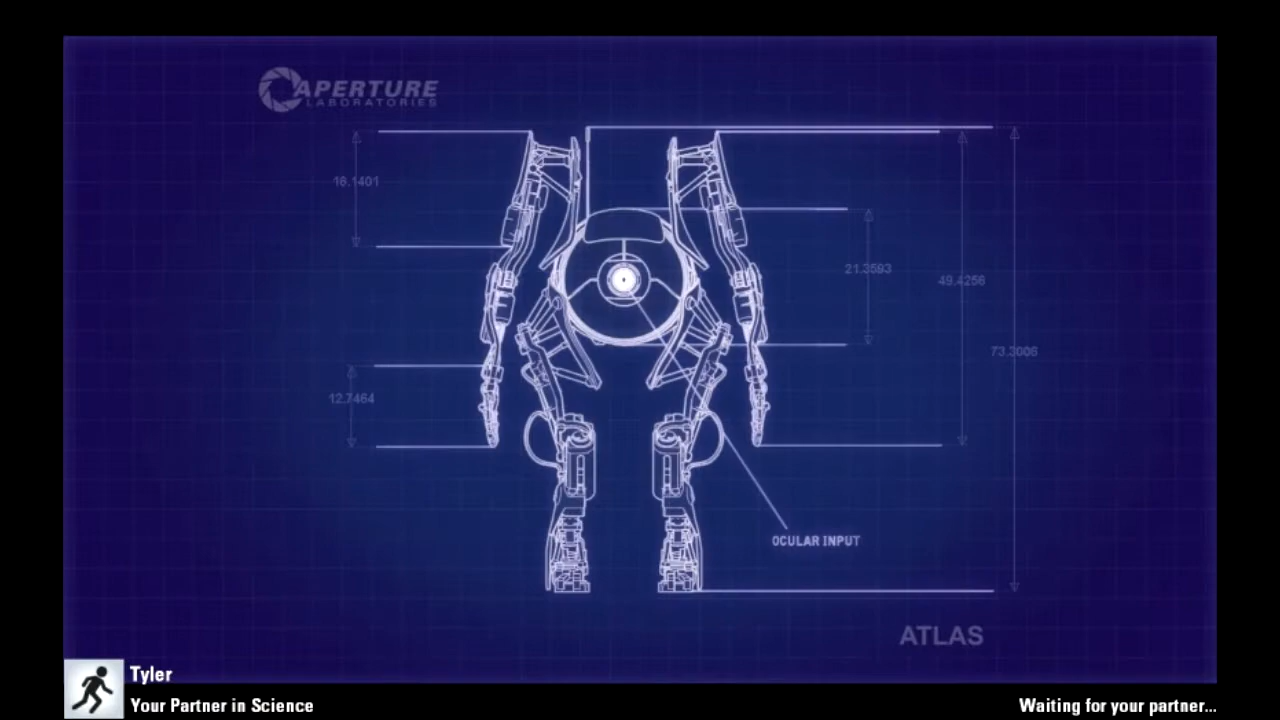 APERTURE
LABORATORIES
16.1401
21.3593
49.4256
73.3006
12.7464
OCULAR INPUT
ATLAS
Tyler
Your Partner in Science
Waiting for your partner...